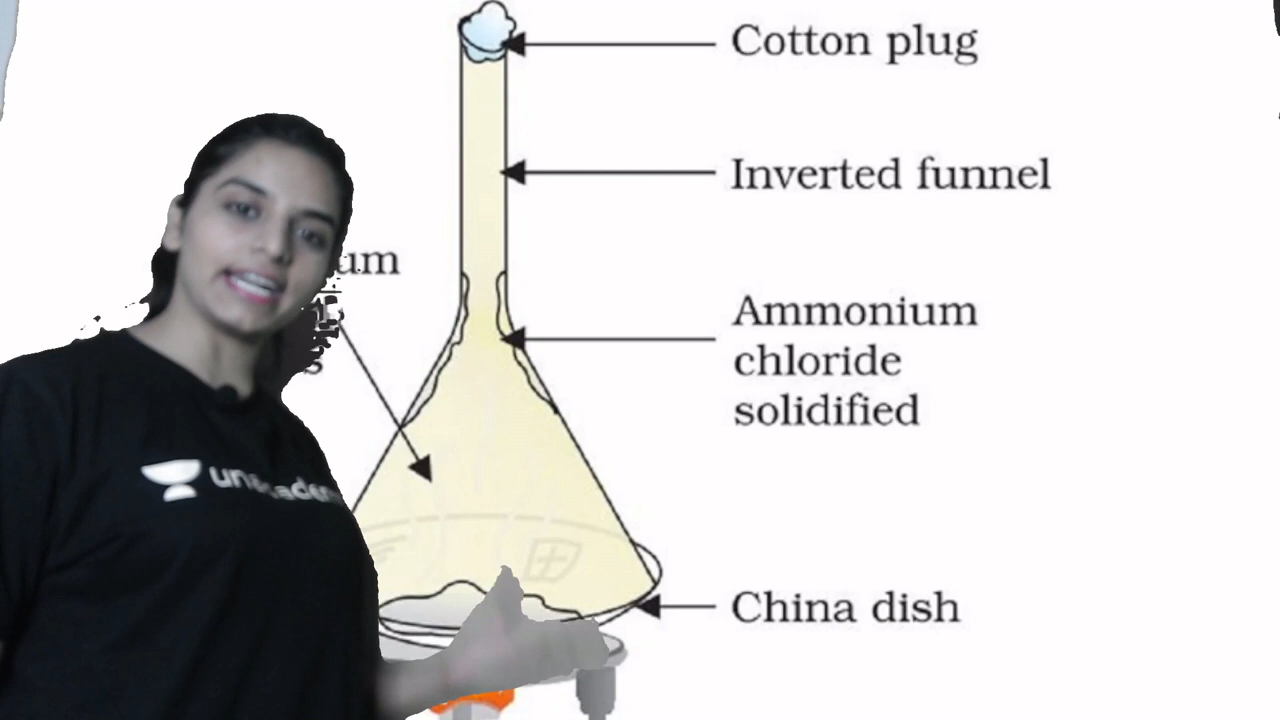 Cotton plug
Inverted funnel
Ammonium
chloride
solidified
China dish